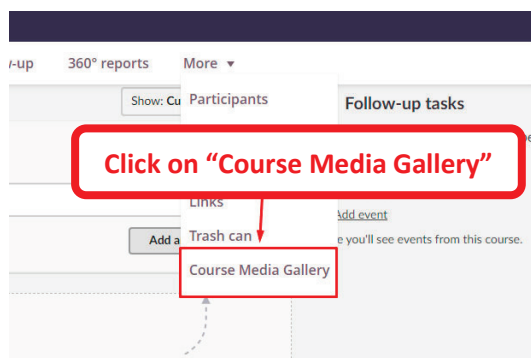 -up 360° reports More ▼
Show: Cu Participants Follow-up tasks
Click on “Course Media Gallery”
Links
Add event
Add a Trash can e you'll see events from this course.
Course Media Gallery